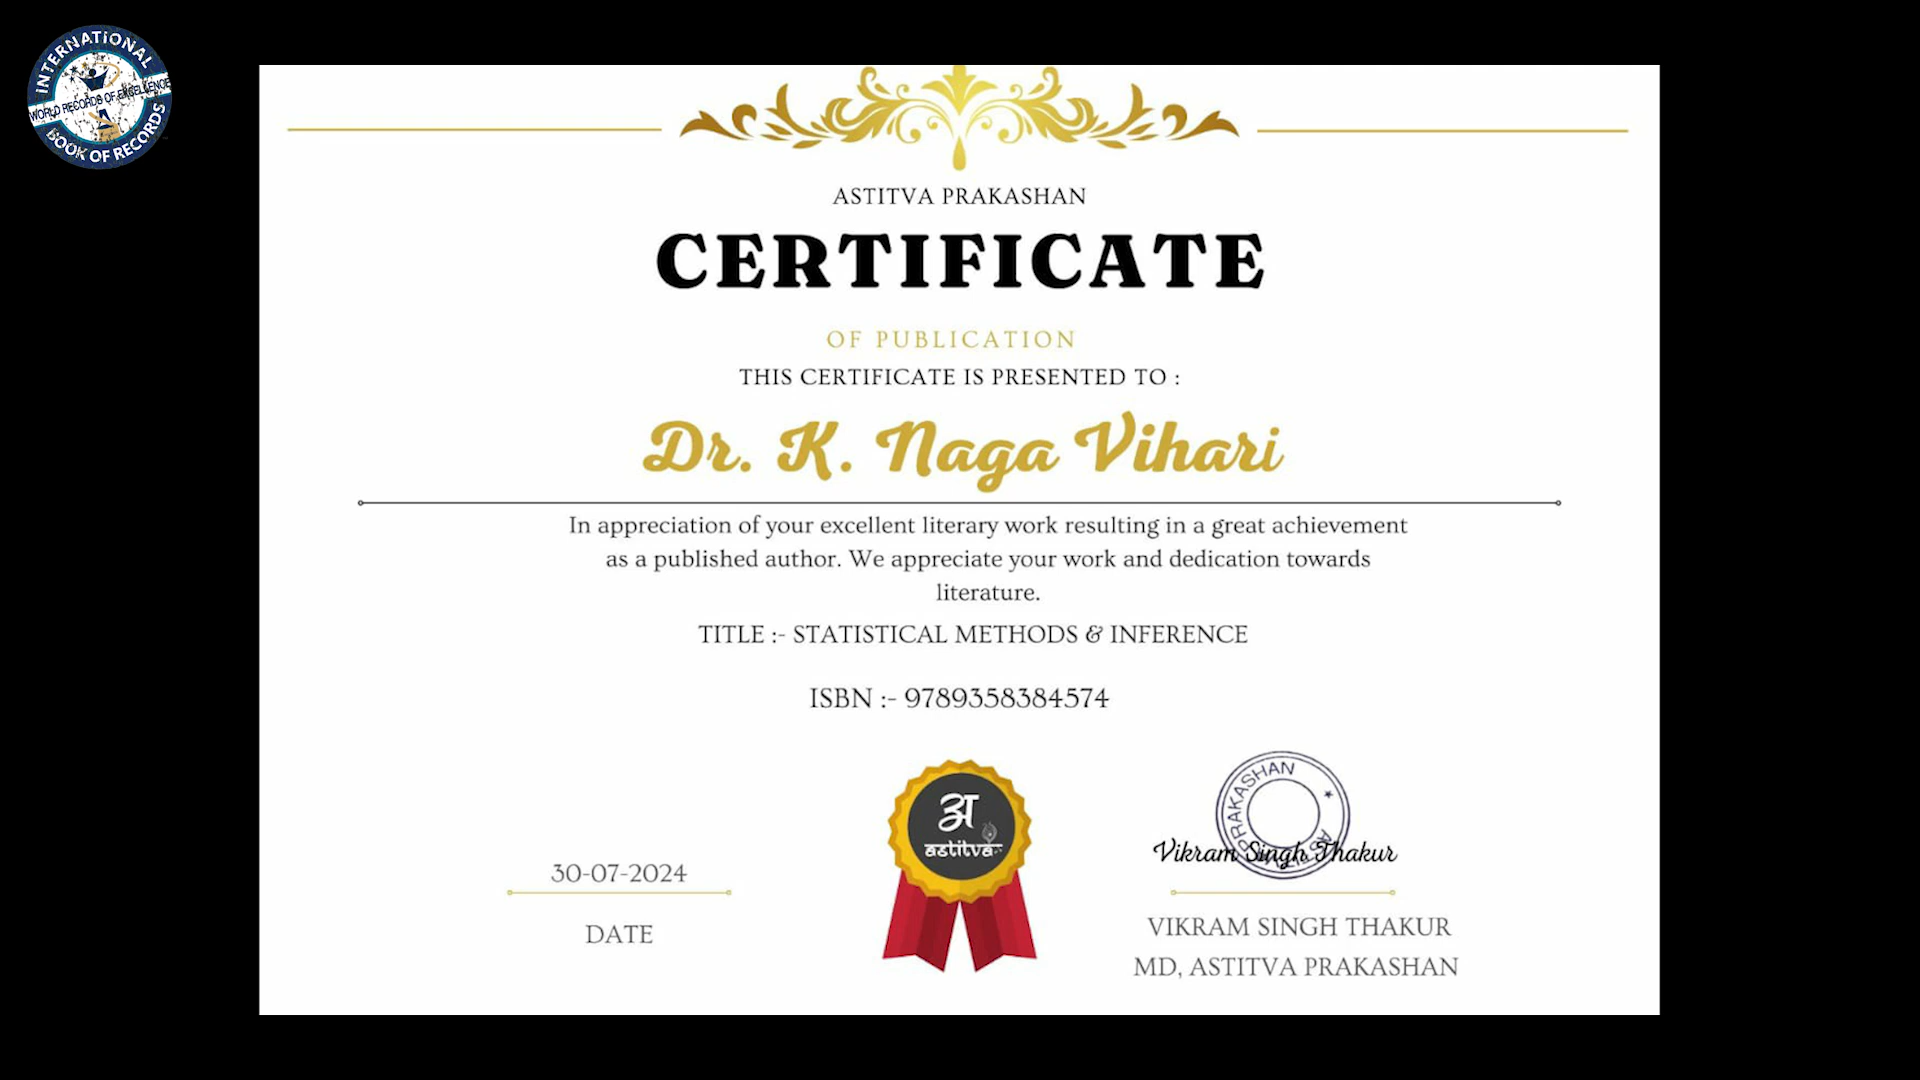 INTERNATIONAL
WORLD RECORDS OF EXCELLENCE
BOOK OF RECORDS
ASTITVA PRAKASHAN
CERTIFICATE
OF PUBLICATION
THIS CERTIFICATE IS PRESENTED TO :
Dr. K. Naga Vihari
In appreciation of your excellent literary work resulting in a great achievement
as a published author. We appreciate your work and dedication towards
literature.
TITLE :- STATISTICAL METHODS & INFERENCE
ISBN :- 9789358384574
अ
astitva
PRAKASHAN
Vikram Singh Thakur
30-07-2024
DATE
VIKRAM SINGH THAKUR
MD, ASTITVA PRAKASHAN